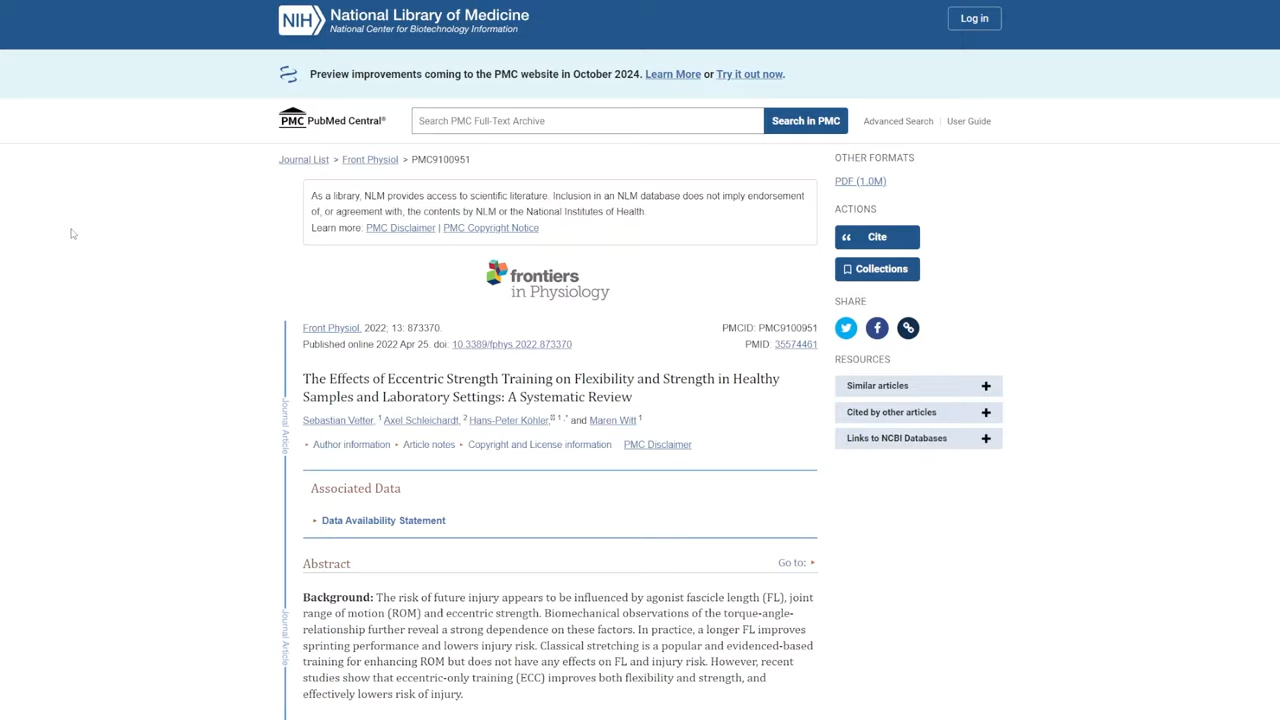 NIH National Library of Medicine
National Center for Biotechnology Information
Log in
Preview improvements coming to the PMC website in October 2024. Learn More or Try it out now.
PMC PubMed Central®
Search PMC Full-Text Archive
Search in PMC
Advanced Search | User Guide
Journal List > Front Physiol > PMC9100951
As a library, NLM provides access to scientific literature. Inclusion in an NLM database does not imply endorsement
of, or agreement with, the contents by NLM or the National Institutes of Health.
Learn more: PMC Disclaimer | PMC Copyright Notice
frontiers
in Physiology
Front Physiol. 2022; 13: 873370.
PMCID: PMC9100951
Published online 2022 Apr 25. doi: 10.3389/fphys.2022.873370
PMID: 35574461
The Effects of Eccentric Strength Training on Flexibility and Strength in Healthy
Samples and Laboratory Settings: A Systematic Review
Sebastian Vetter, 1 Axel Schleichardt, 2 Hans-Peter Köhler, 1 ,* and Maren Witt 1
Author information Article notes Copyright and License information PMC Disclaimer
Associated Data
Data Availability Statement
Abstract
Go to:
Background: The risk of future injury appears to be influenced by agonist fascicle length (FL), joint
range of motion (ROM) and eccentric strength. Biomechanical observations of the torque-angle-
relationship further reveal a strong dependence on these factors. In practice, a longer FL improves
sprinting performance and lowers injury risk. Classical stretching is a popular and evidenced-based
training for enhancing ROM but does not have any effects on FL and injury risk. However, recent
studies show that eccentric-only training (ECC) improves both flexibility and strength, and
effectively lowers risk of injury.
Journal Article
Journal Article
OTHER FORMATS
PDF (1.0M)
ACTIONS
Cite
Collections
SHARE
RESOURCES
Similar articles
Cited by other articles
Links to NCBI Databases